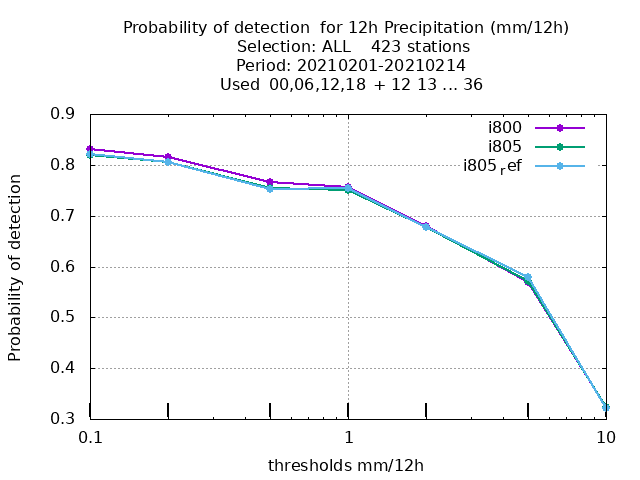 Probability of detection  for 12h Precipitation (mm/12h)
Selection: ALL    423 stations
Period: 20210201-20210214
Used 00,06,12,18 + 12 13 ... 36
0.9
0.8
0.7
0.6
0.5
0.4
0.3
0.1
1
10
Probability of detection
thresholds mm/12h
i800
i805
i805ref